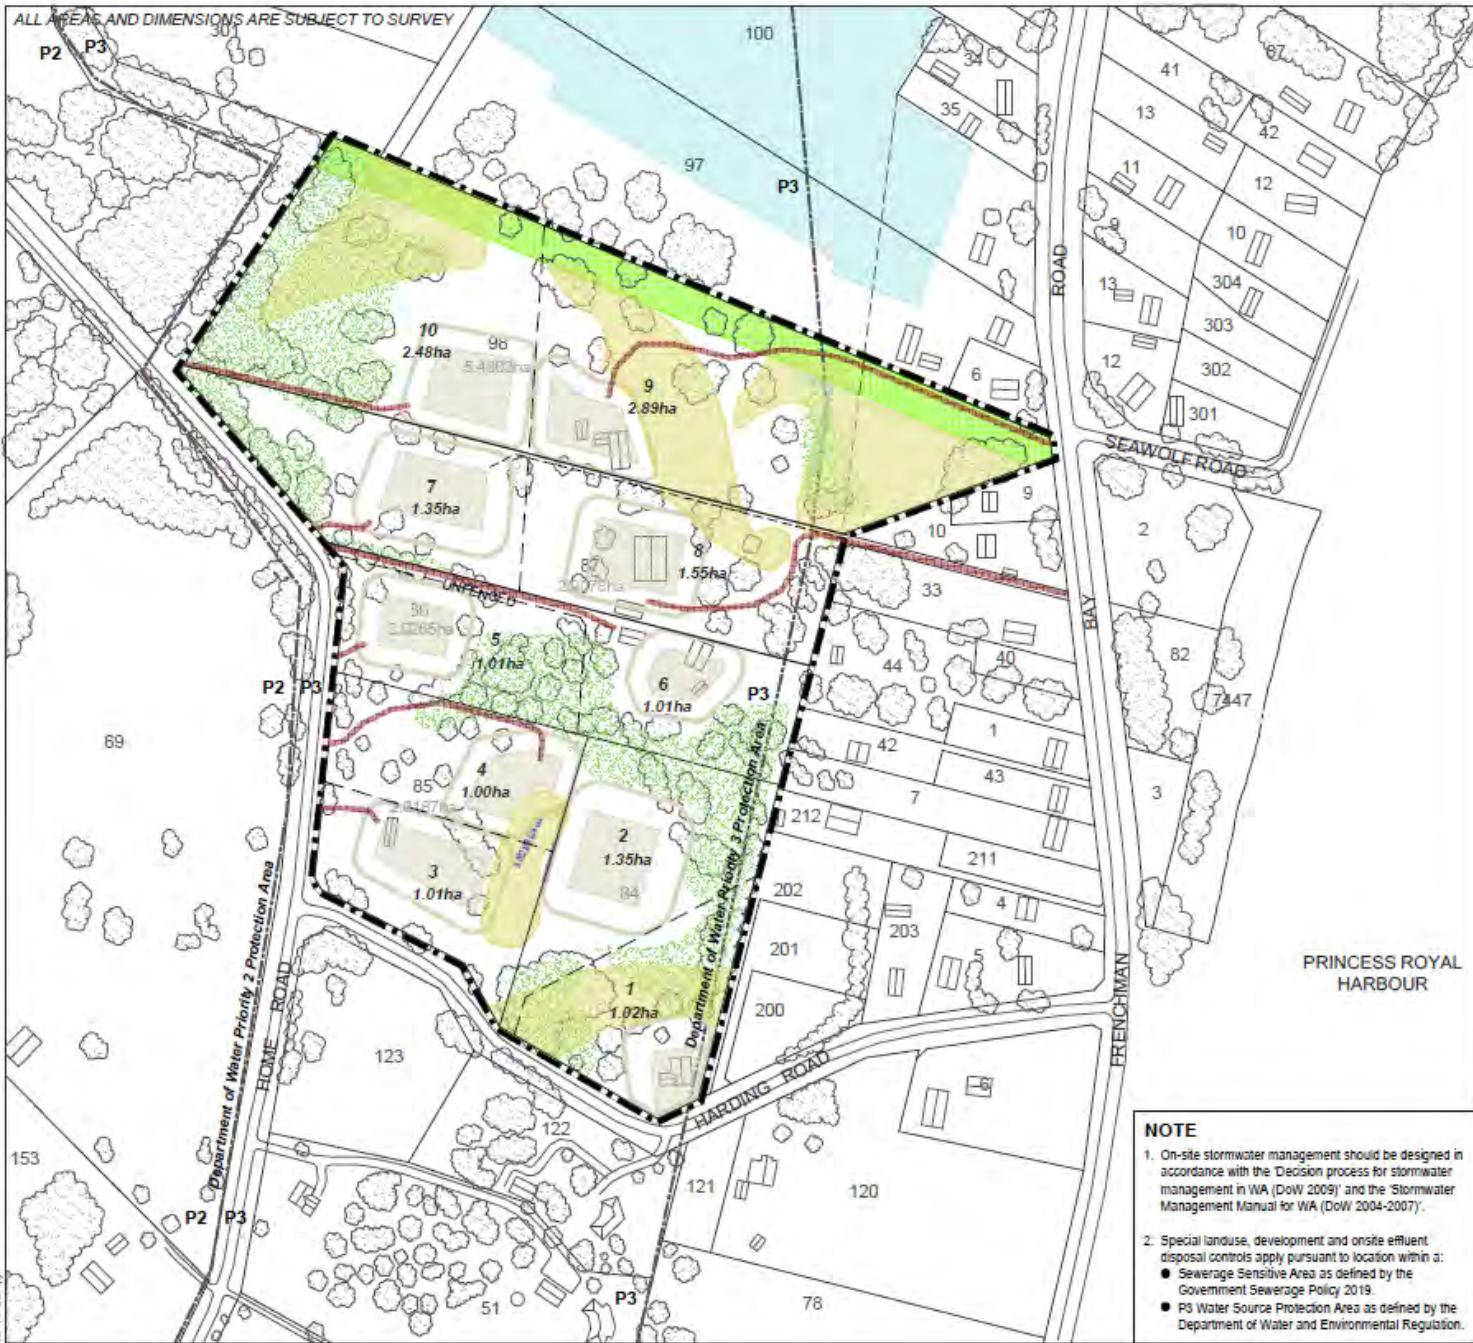 ALL AREAS AND DIMENSIONS ARE SUBJECT TO SURVEY
301
P2
P3
100
67
34
41
35
13
42
2
97
P3
11
12
10
ROAD
13
304
303
10
2.48ha
98
5.4803ha
6
12
302
9
2.89ha
301
SEAWOLF ROAD
7
1.35ha
9
2
10
8
1.55ha
UNFENCED
33
BAY
5
1.01ha
44
40
82
6
1.01ha
P2
P3
P3
7447
69
1
42
43
4
1.00ha
85
7
3
212
2
1.35ha
211
3
1.01ha
84
202
4
203
201
5
PRINCESS ROYAL
HARBOUR
1
1.02ha
200
Department of Water Priority 3 Protection Area
Department of Water Priority 2 Protection Area
HOME ROAD
123
FRENCHMAN
HARDING ROAD
6
122
153
121
120
P2
P3
51
P3
78
NOTE
1. On-site stormwater management should be designed in
accordance with the 'Decision process for stormwater
management in WA (DoW 2009)' and the 'Stormwater
Management Manual for WA (DoW 2004-2007)'.
2. Special landuse, development and onsite effluent
disposal controls apply pursuant to location within a:
● Sewerage Sensitive Area as defined by the
Government Sewerage Policy 2019.
● P3 Water Source Protection Area as defined by the
Department of Water and Environmental Regulation.